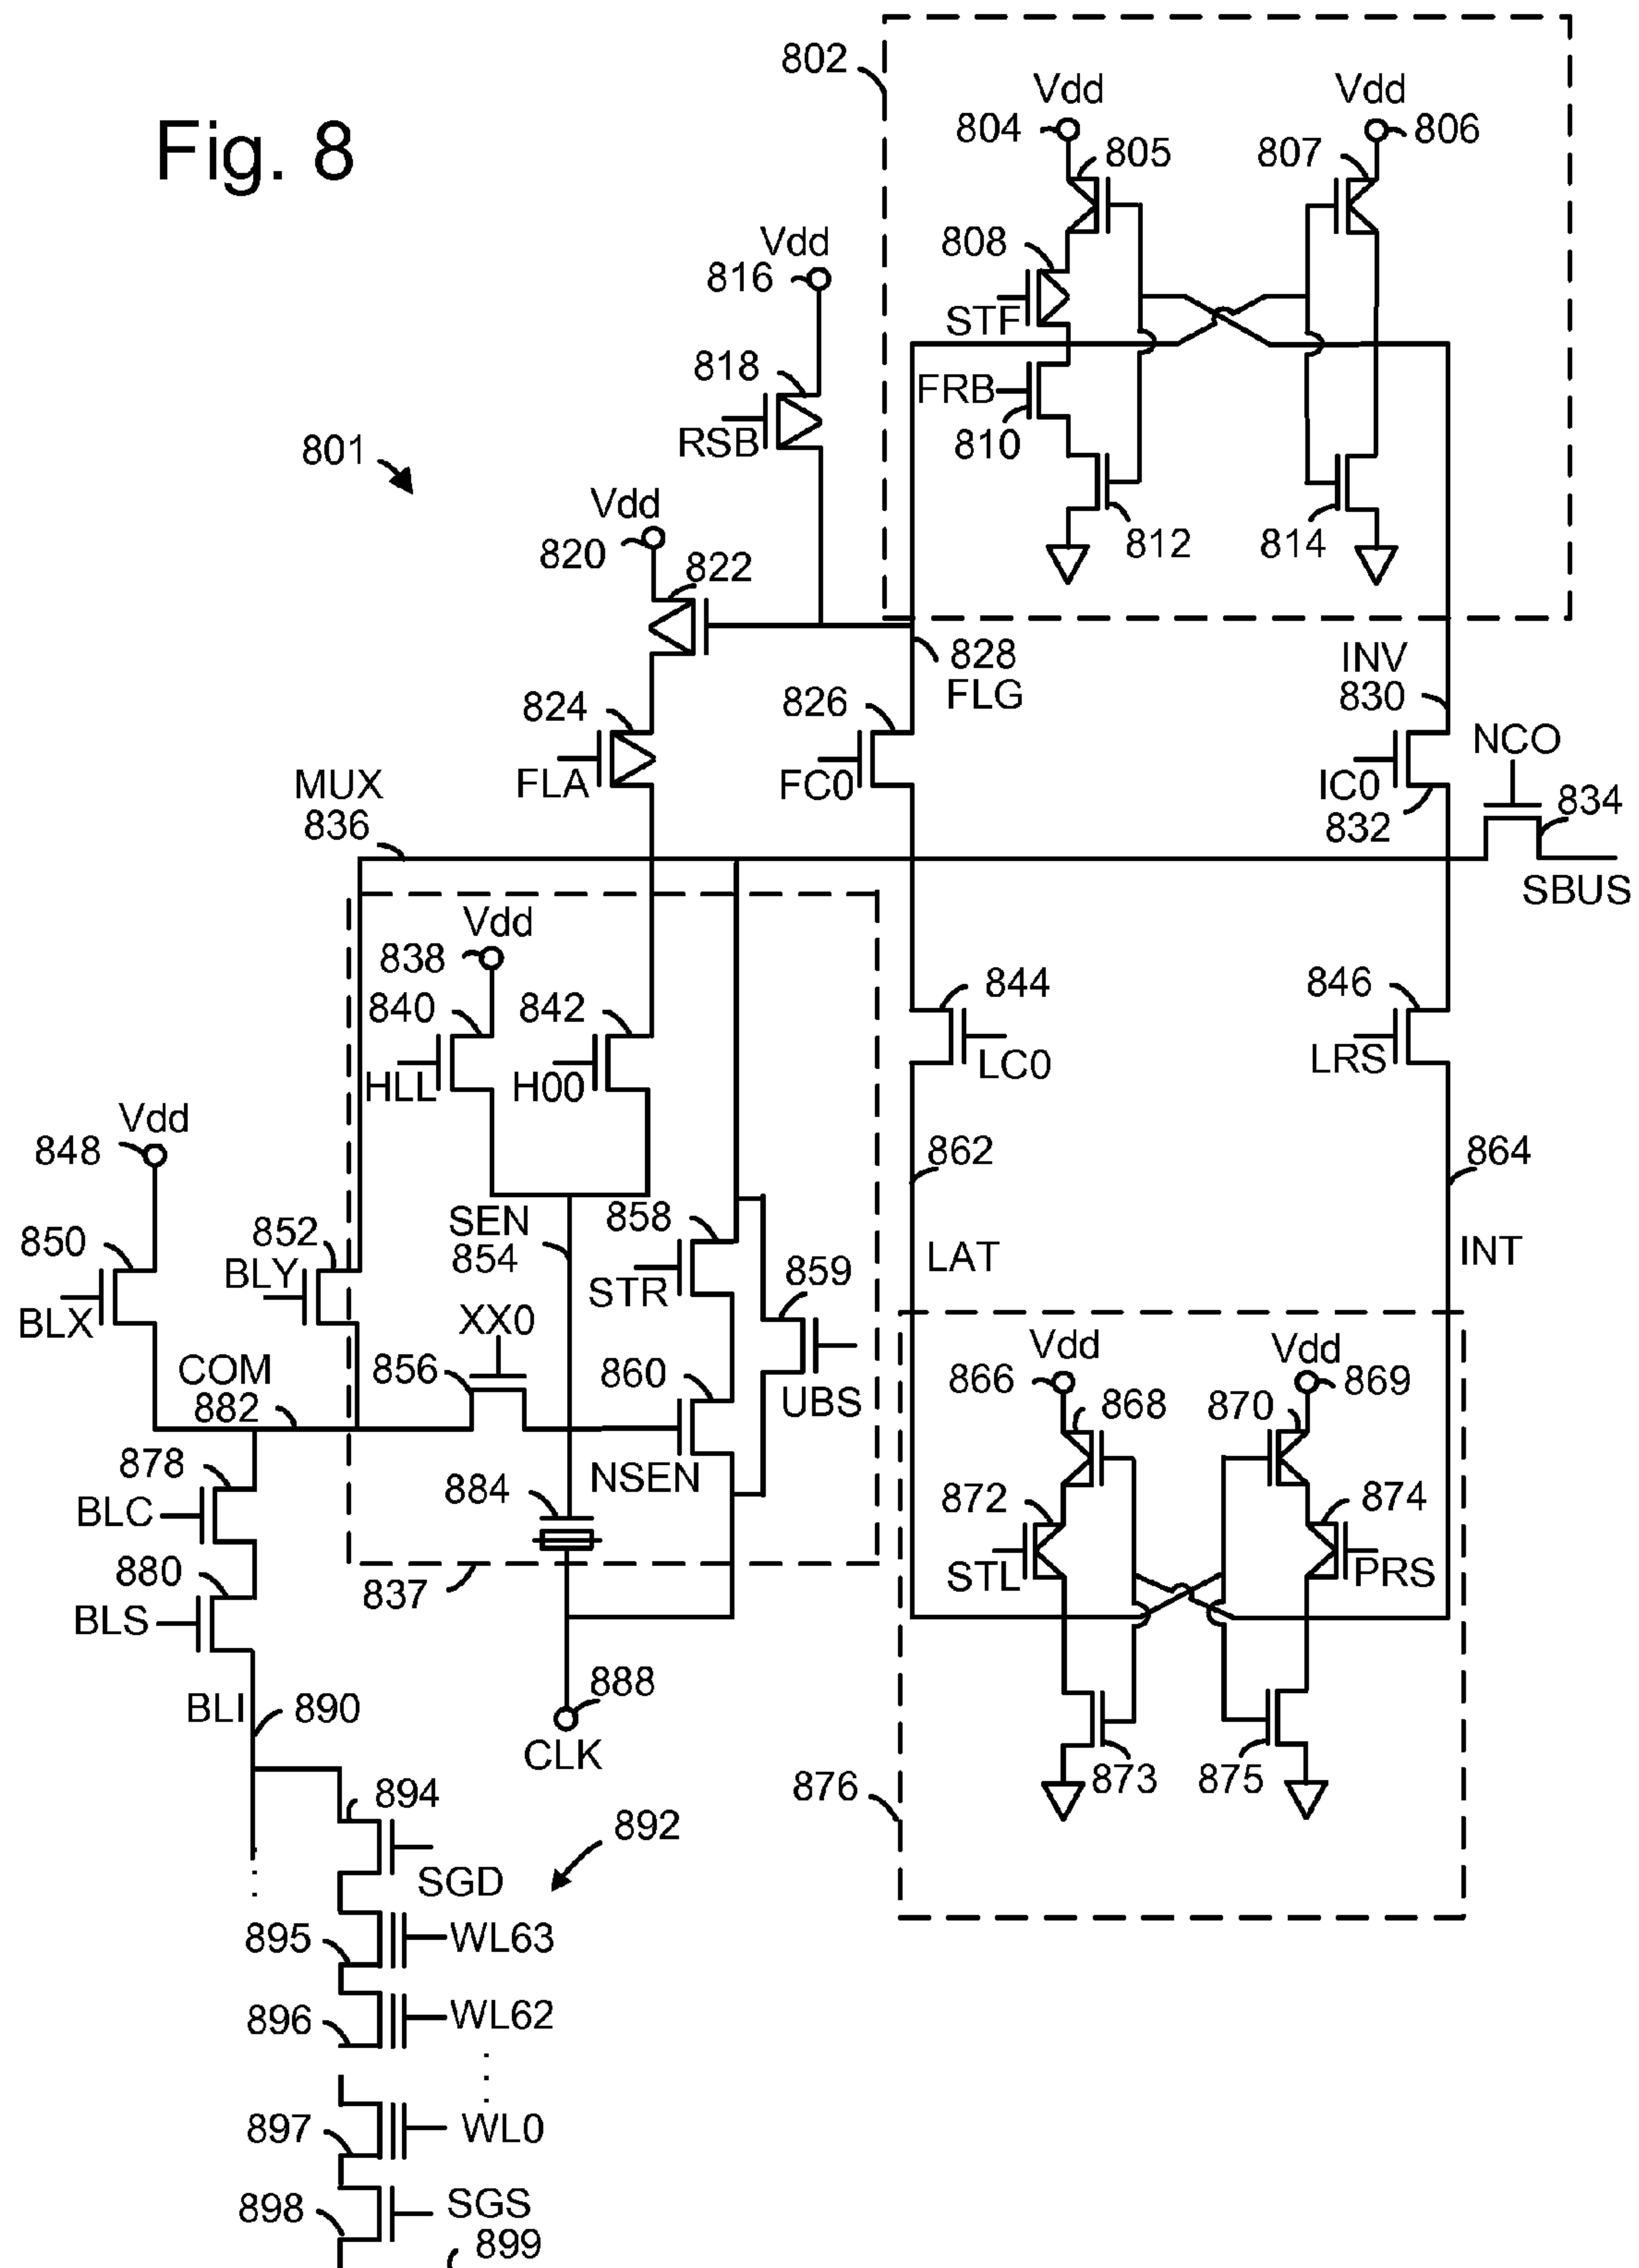 802
Vdd
Vdd
804
806
Fig. 8
805
807
Vdd
816
808
STF
818
FRB
RSB
810
801
Vdd
820
822
812
814
828
FLG
INV
830
824
826
NCO
FLA
FC0
IC0
832
834
MUX
836
SBUS
Vdd
838
840
842
844
846
HLL
H00
LC0
LRS
Vdd
848
862
864
SEN
854
858
850
852
BLY
LAT
INT
859
STR
BLX
XX0
COM
882
856
860
UBS
Vdd
866
Vdd
869
868
870
878
884
NSEN
BLC
872
874
880
STL
PRS
837
BLS
888
BLI
890
CLK
876
873
875
894
892
SGD
895
WL63
896
WL62
897
WL0
898
SGS
899